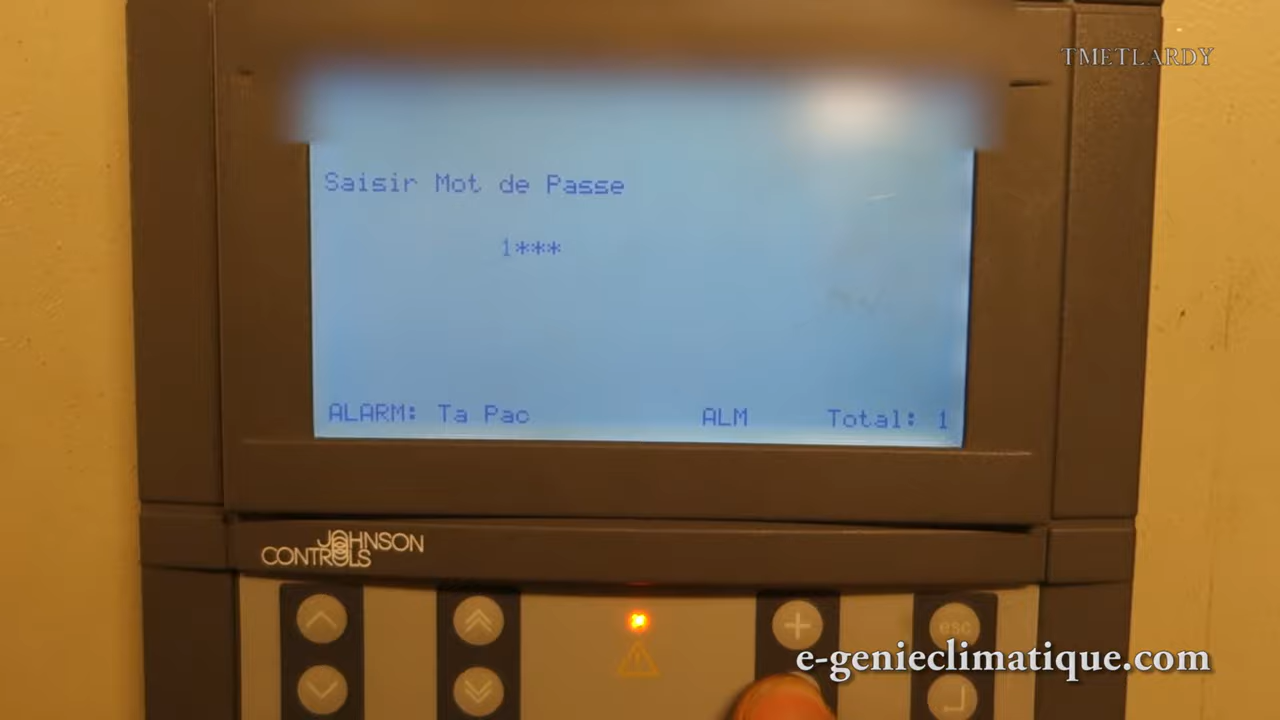 TMETLARDY
Saisir Mot de Passe
1***
ALARM: Ta Pac ALM Total: 1
JOHNSON
CONTROLS
esc
e-genieclimatique.com